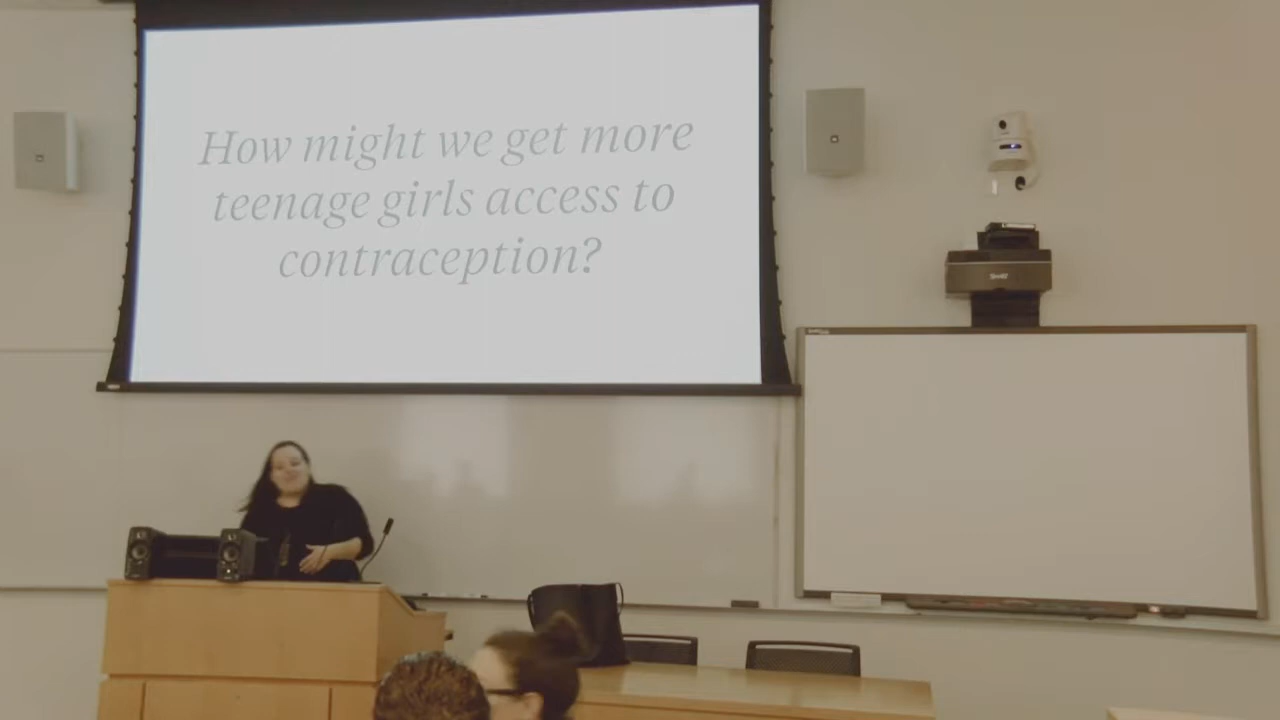 How might we get more
teenage girls access to
contraception?